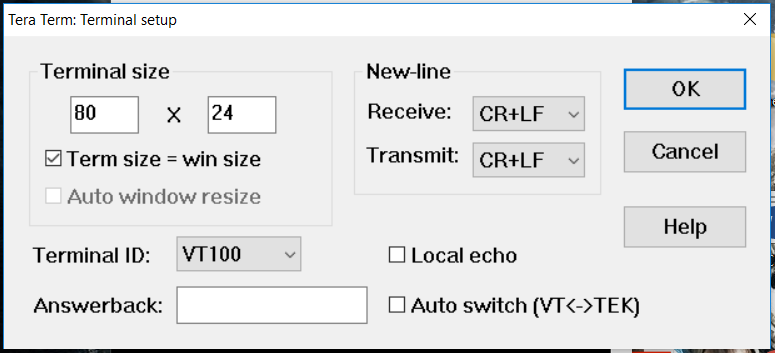 Tera Term: Terminal setup
Terminal size
80 X 24
Term size = win size
Auto window resize
New-line
Receive: CR+LF
Transmit: CR+LF
OK
Cancel
Help
Terminal ID: VT100
Local echo
Answerback:
Auto switch (VT<->TEK)